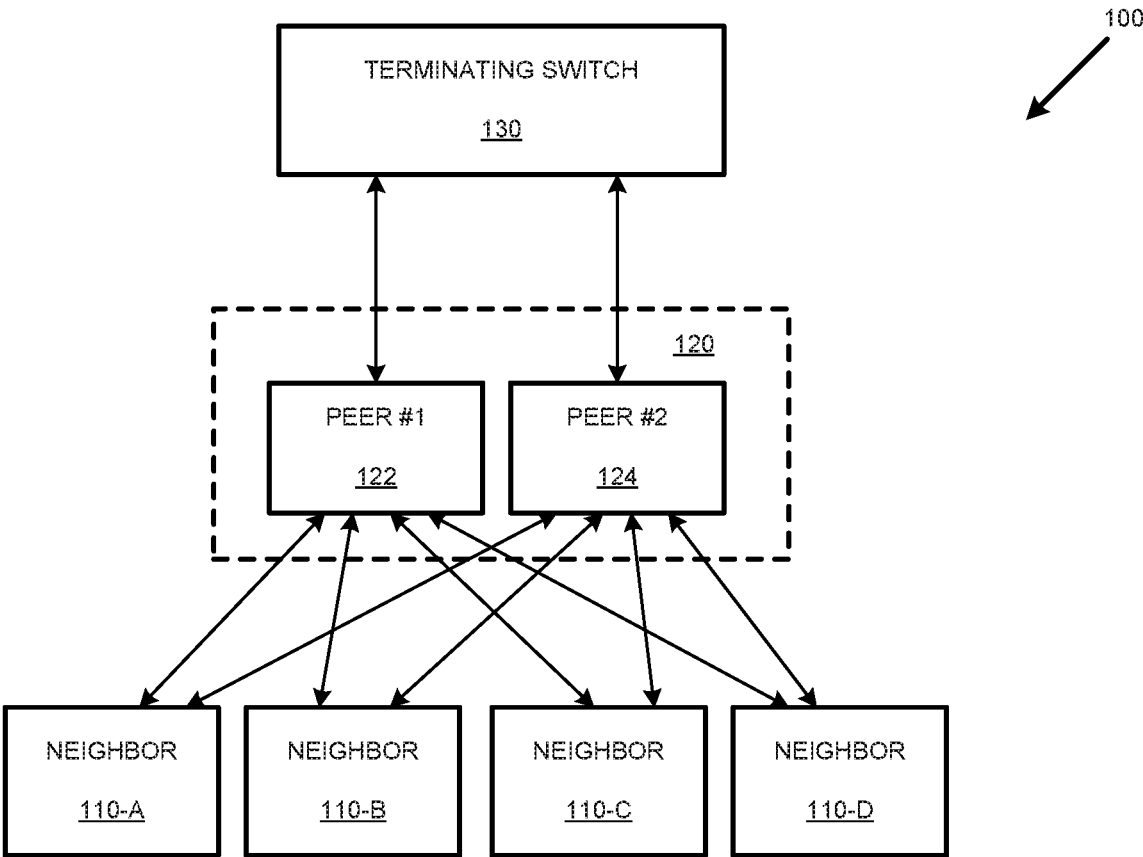 100
TERMINATING SWITCH
130
120
PEER #1
122
PEER #2
124
NEIGHBOR
110-A
NEIGHBOR
110-B
NEIGHBOR
110-C
NEIGHBOR
110-D